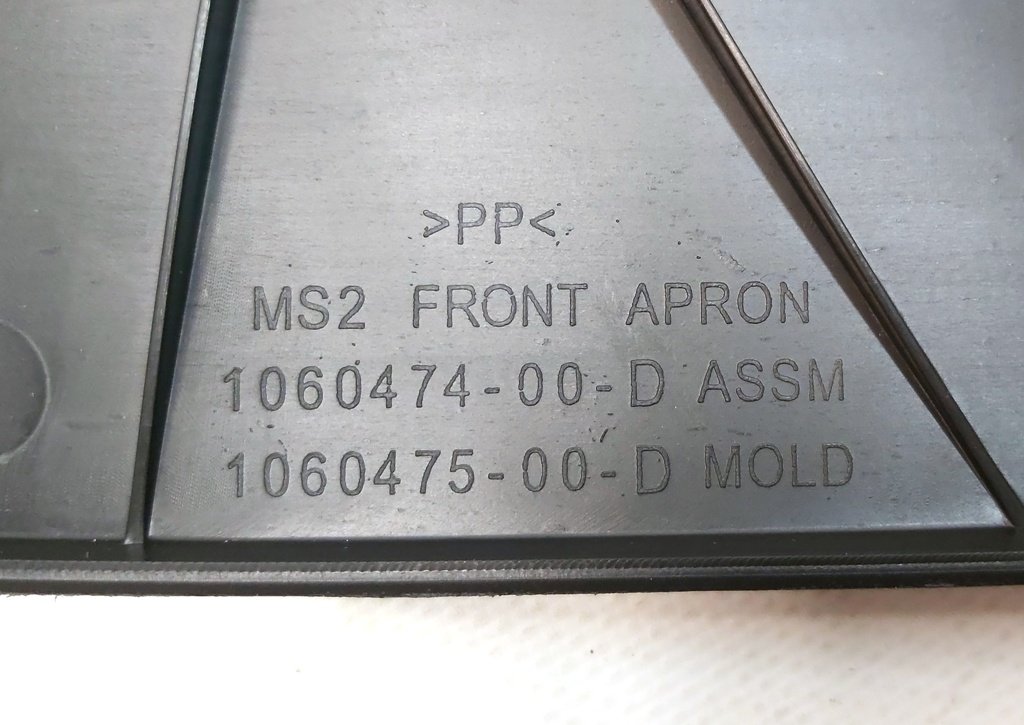 >PP<
MS2 FRONT APRON
1060474-00-D ASSM
1060475-00-D MOLD